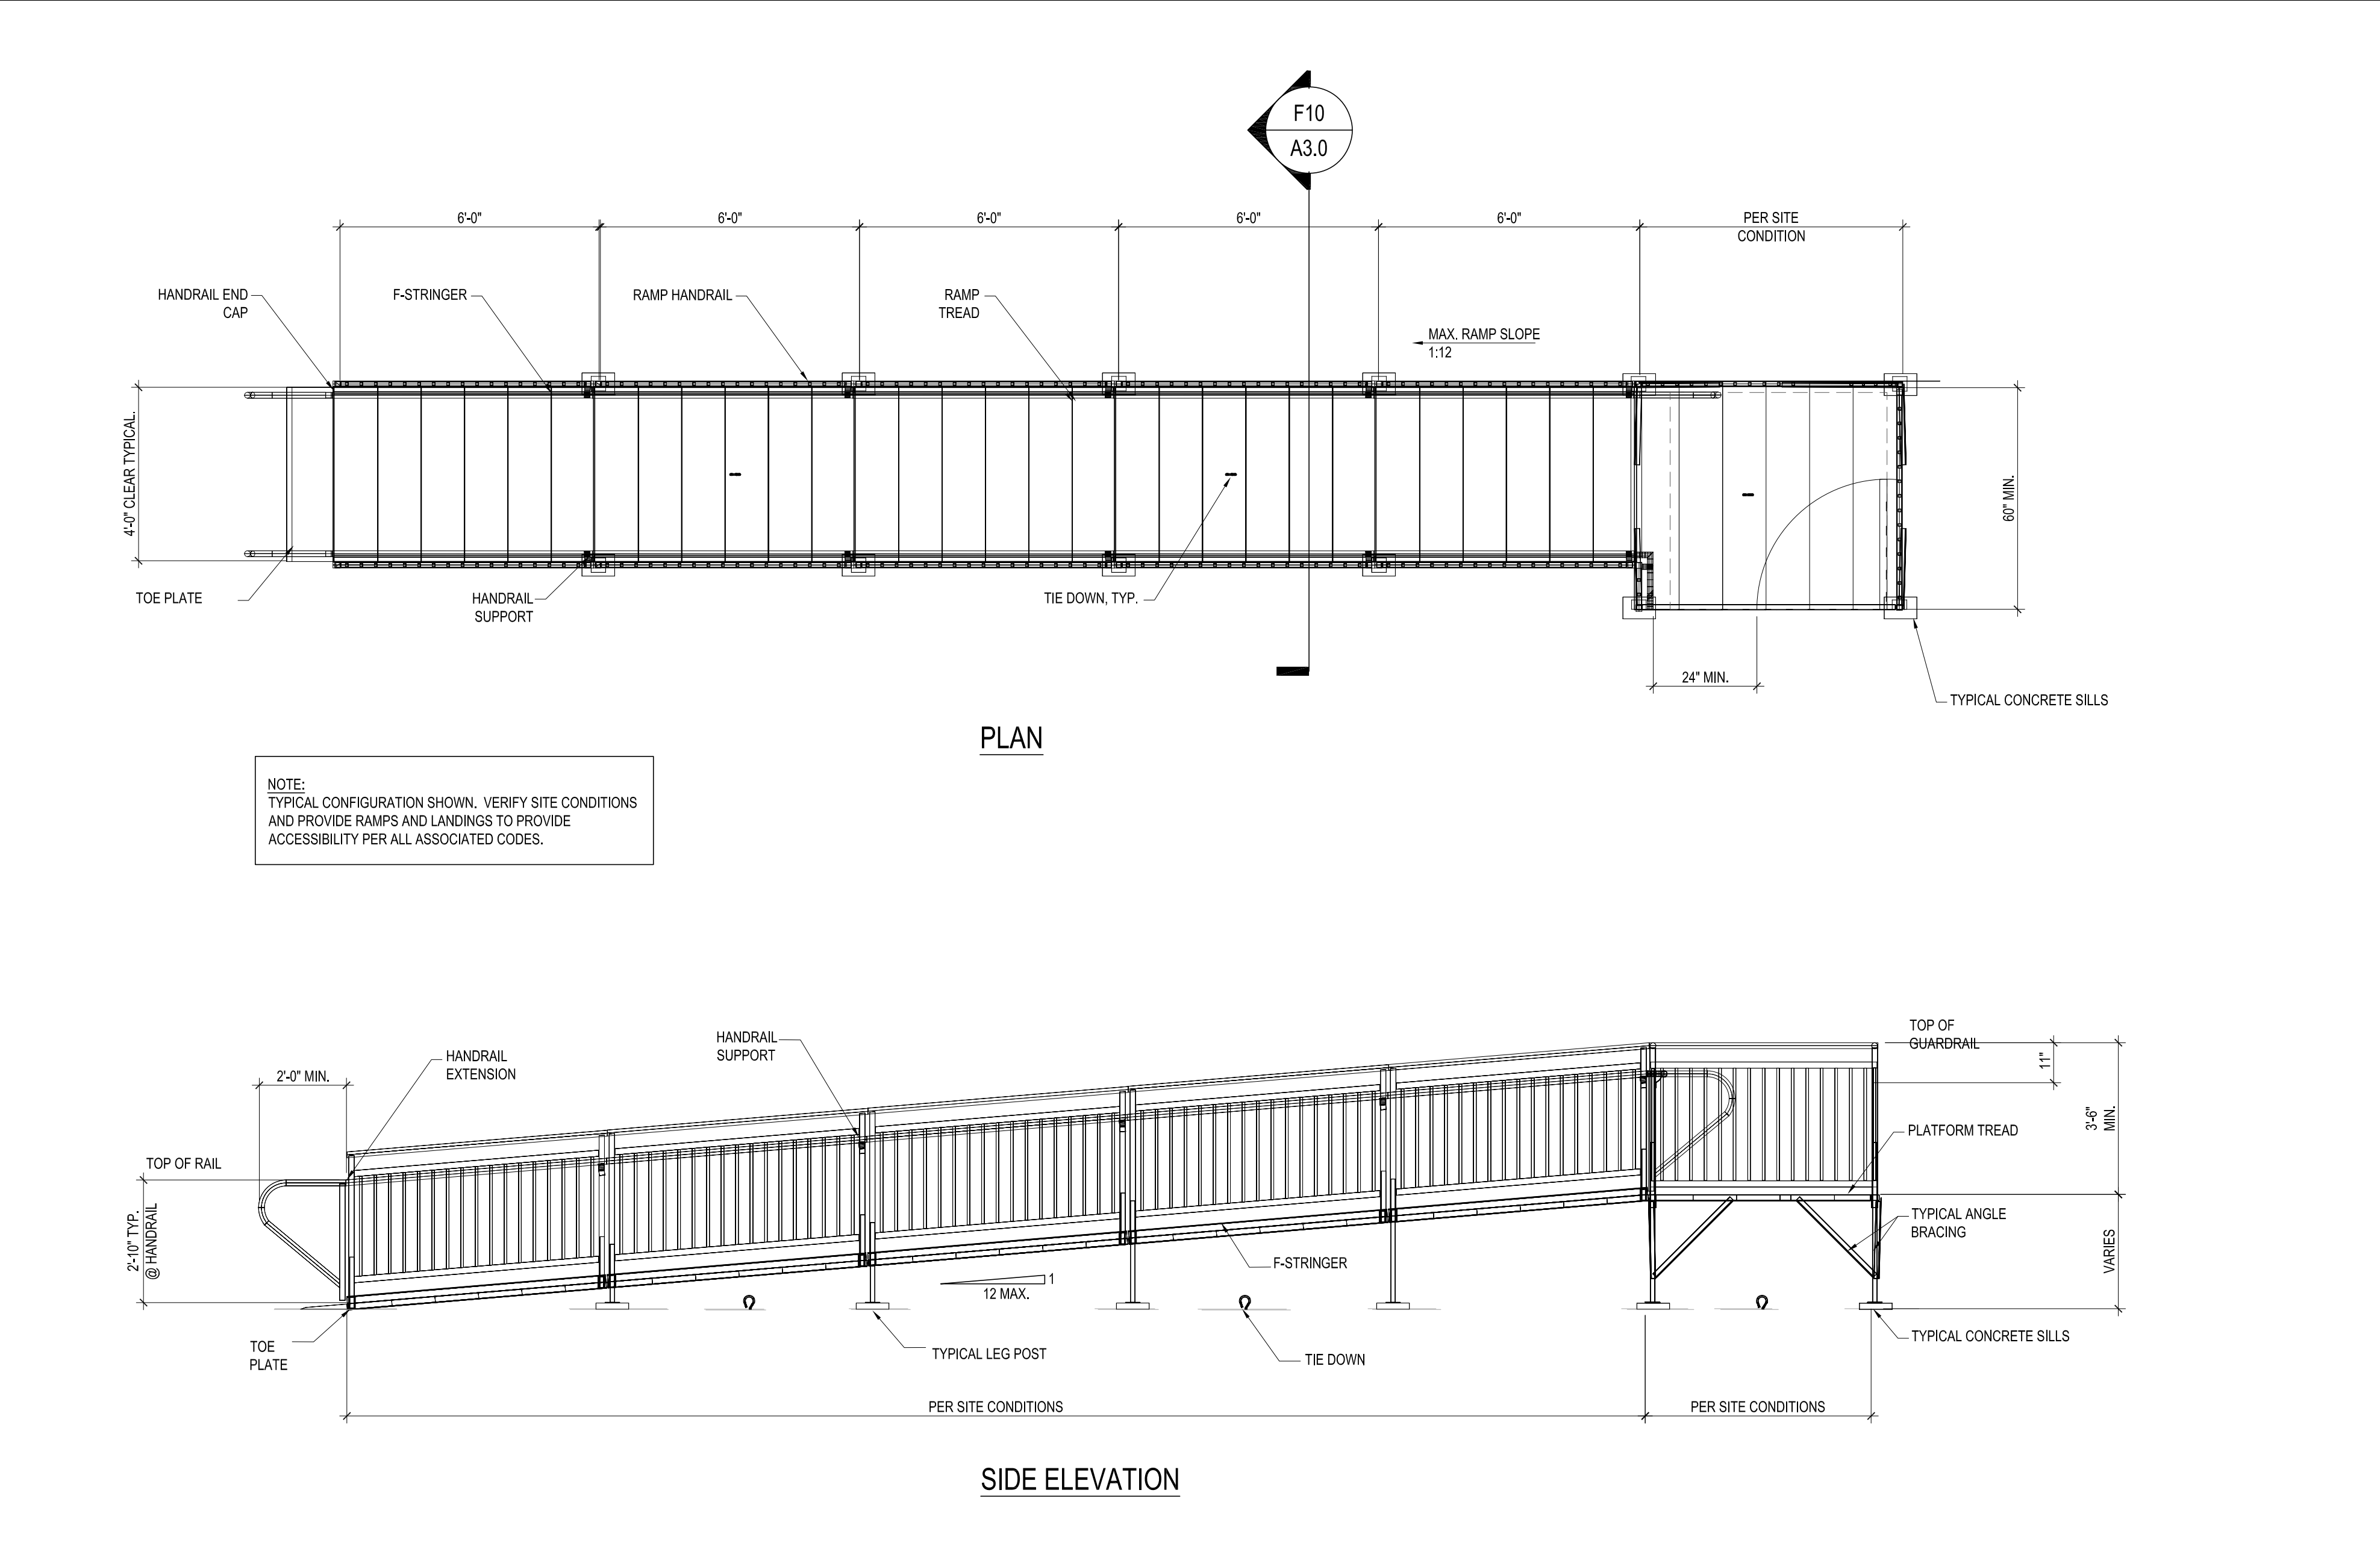 F10
A3.0
6'-0"
6'-0"
6'-0"
6'-0"
6'-0"
PER SITE
CONDITION
HANDRAIL END
CAP
F-STRINGER
RAMP HANDRAIL
RAMP
TREAD
MAX. RAMP SLOPE
1:12
4'-0" CLEAR TYPICAL.
60" MIN.
TOE PLATE
HANDRAIL
SUPPORT
TIE DOWN, TYP.
24" MIN.
TYPICAL CONCRETE SILLS
PLAN
NOTE:
TYPICAL CONFIGURATION SHOWN.  VERIFY SITE CONDITIONS
AND PROVIDE RAMPS AND LANDINGS TO PROVIDE
ACCESSIBILITY PER ALL ASSOCIATED CODES.
TOP OF
GUARDRAIL
HANDRAIL
SUPPORT
HANDRAIL
EXTENSION
2'-0" MIN.
11"
3'-6"
MIN.
PLATFORM TREAD
TOP OF RAIL
2'-10" TYP.
@ HANDRAIL
TYPICAL ANGLE
BRACING
VARIES
F-STRINGER
1
12 MAX.
TOE
PLATE
TYPICAL LEG POST
TIE DOWN
TYPICAL CONCRETE SILLS
PER SITE CONDITIONS
PER SITE CONDITIONS
SIDE ELEVATION